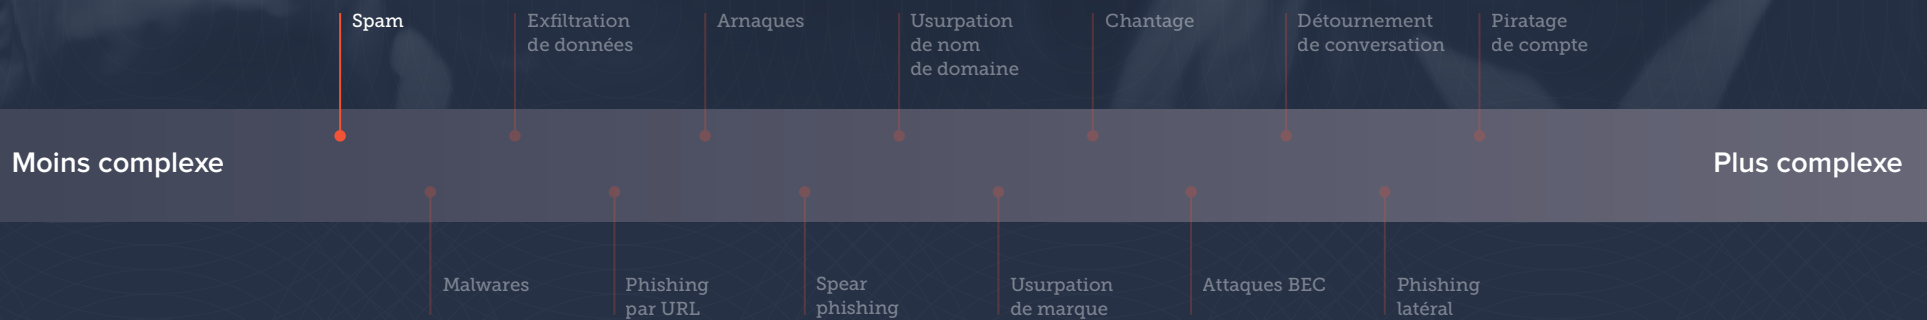 Spam
Exfiltration
de données
Arnaques
Usurpation
de nom
de domaine
Chantage
Détournement
de conversation
Piratage
de compte
Moins complexe
Plus complexe
Malwares
Phishing
par URL
Spear
phishing
Usurpation
de marque
Attaques BEC
Phishing
latéral